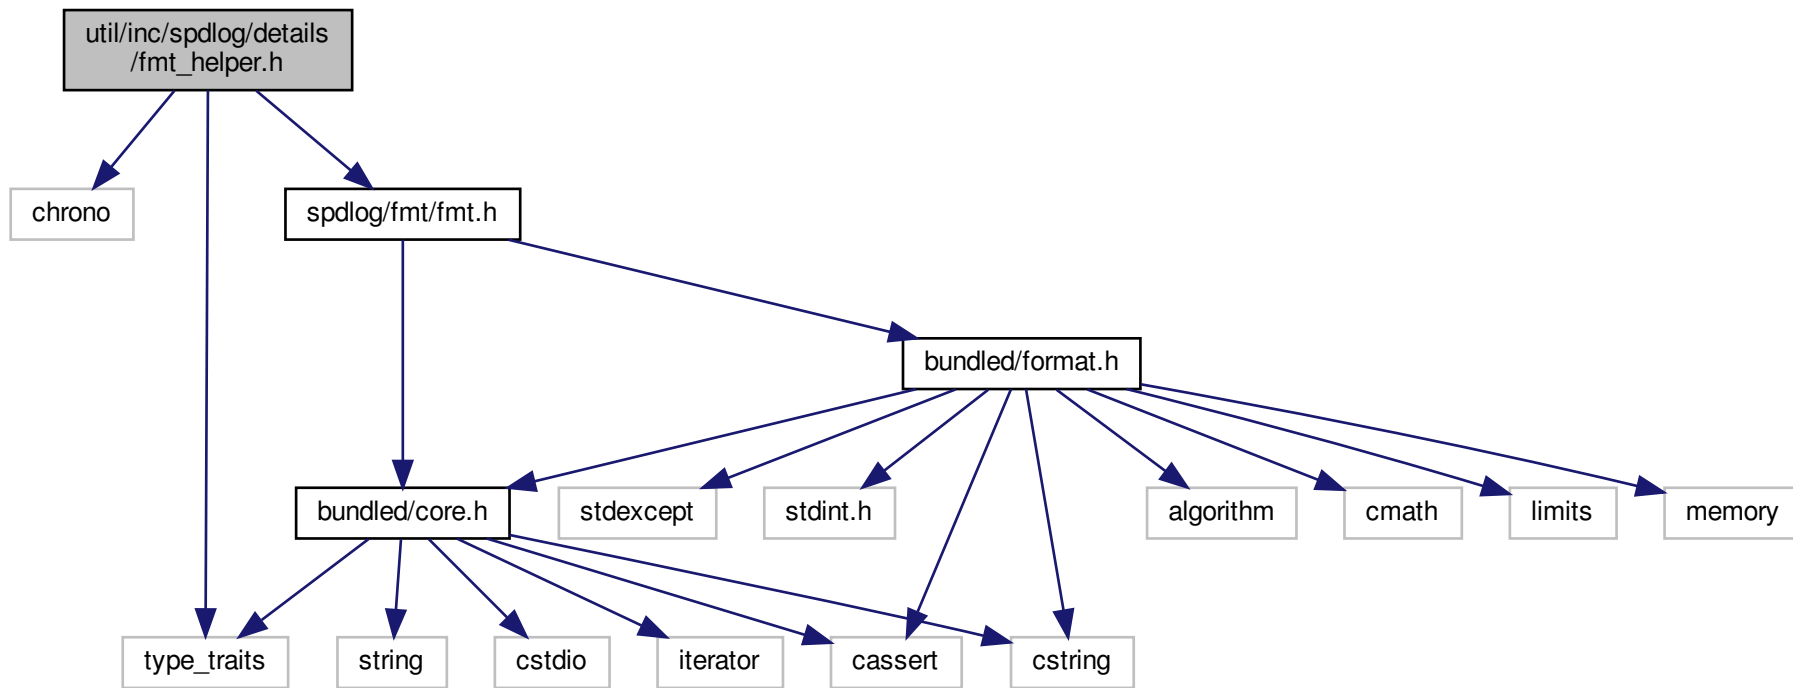 util/inc/spdlog/details
/fmt_helper.h
chrono
spdlog/fmt/fmt.h
bundled/format.h
bundled/core.h
stdexcept
stdint.h
algorithm
cmath
limits
memory
type_traits
string
cstdio
iterator
cassert
cstring